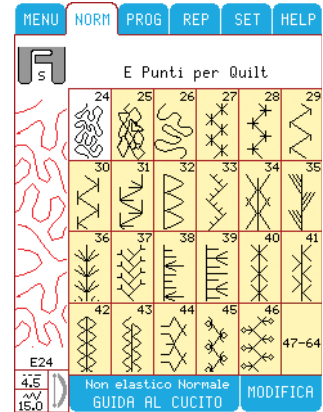 MENU NORM PROG REP SET HELP
S
E Punti per Quilt
24 25 26 27 28 29
30 31 32 33 34 35
36 37 38 39 40 41
42 43 44 45 46 47-64
E24
4.5
15.0
Non elastico Normale
GUIDA AL CUCITO
MODIFICA